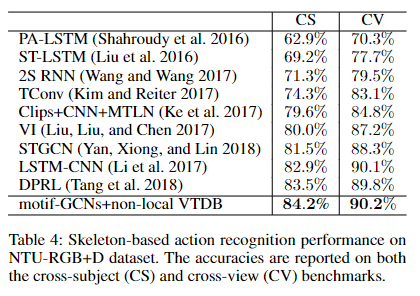 CS CV
PA-LSTM (Shahroudy et al. 2016) 62.9% 70.3%
ST-LSTM (Liu et al. 2016) 69.2% 77.7%
2S RNN (Wang and Wang 2017) 71.3% 79.5%
TConv (Kim and Reiter 2017) 74.3% 83.1%
Clips+CNN+MTLN (Ke et al. 2017) 79.6% 84.8%
VI (Liu, Liu, and Chen 2017) 80.0% 87.2%
STGCN (Yan, Xiong, and Lin 2018) 81.5% 88.3%
LSTM-CNN (Li et al. 2017) 82.9% 90.1%
DPRL (Tang et al. 2018) 83.5% 89.8%
motif-GCNs+non-local VTDB 84.2% 90.2%
Table 4: Skeleton-based action recognition performance on
NTU-RGB+D dataset. The accuracies are reported on both
the cross-subject (CS) and cross-view (CV) benchmarks.